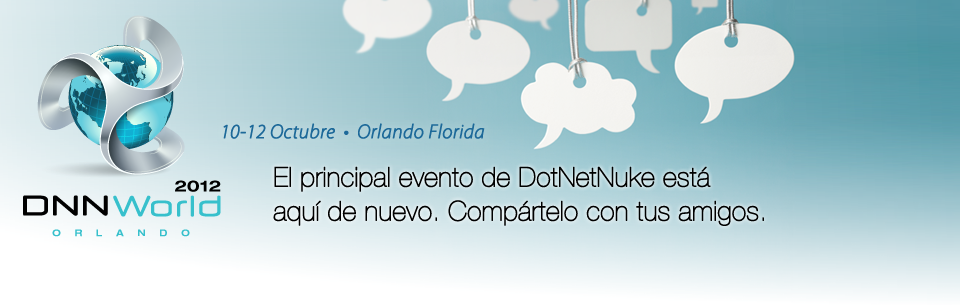 10-12 Octubre • Orlando Florida
El principal evento de DotNetNuke está
aquí de nuevo. Compártelo con tus amigos.
2012
DNNWorld
ORLANDO